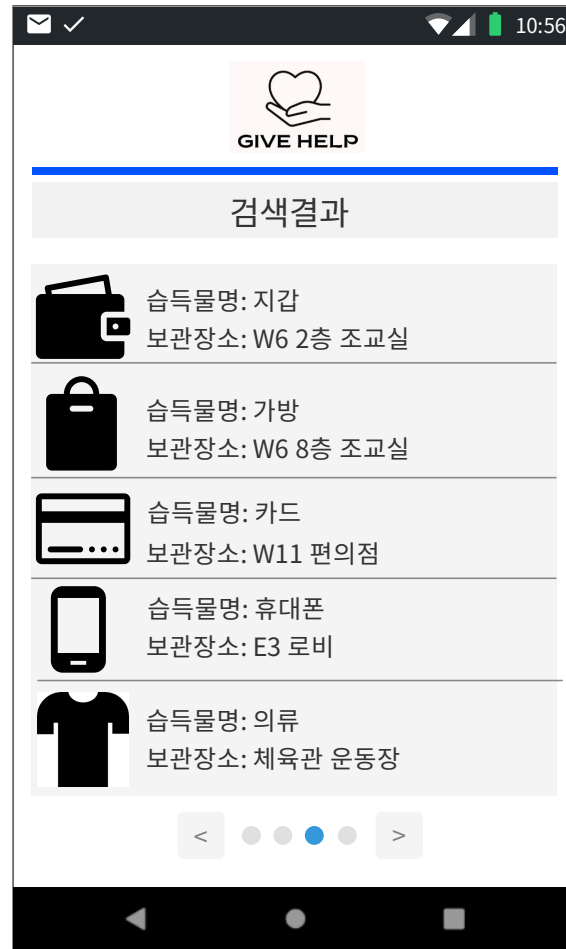 10:56
GIVE HELP
검색결과
습득물명: 지갑
보관장소: W6 2층 조교실
습득물명: 가방
보관장소: W6 8층 조교실
습득물명: 카드
보관장소: W11 편의점
습득물명: 휴대폰
보관장소: E3 로비
습득물명: 의류
보관장소: 체육관 운동장
< >